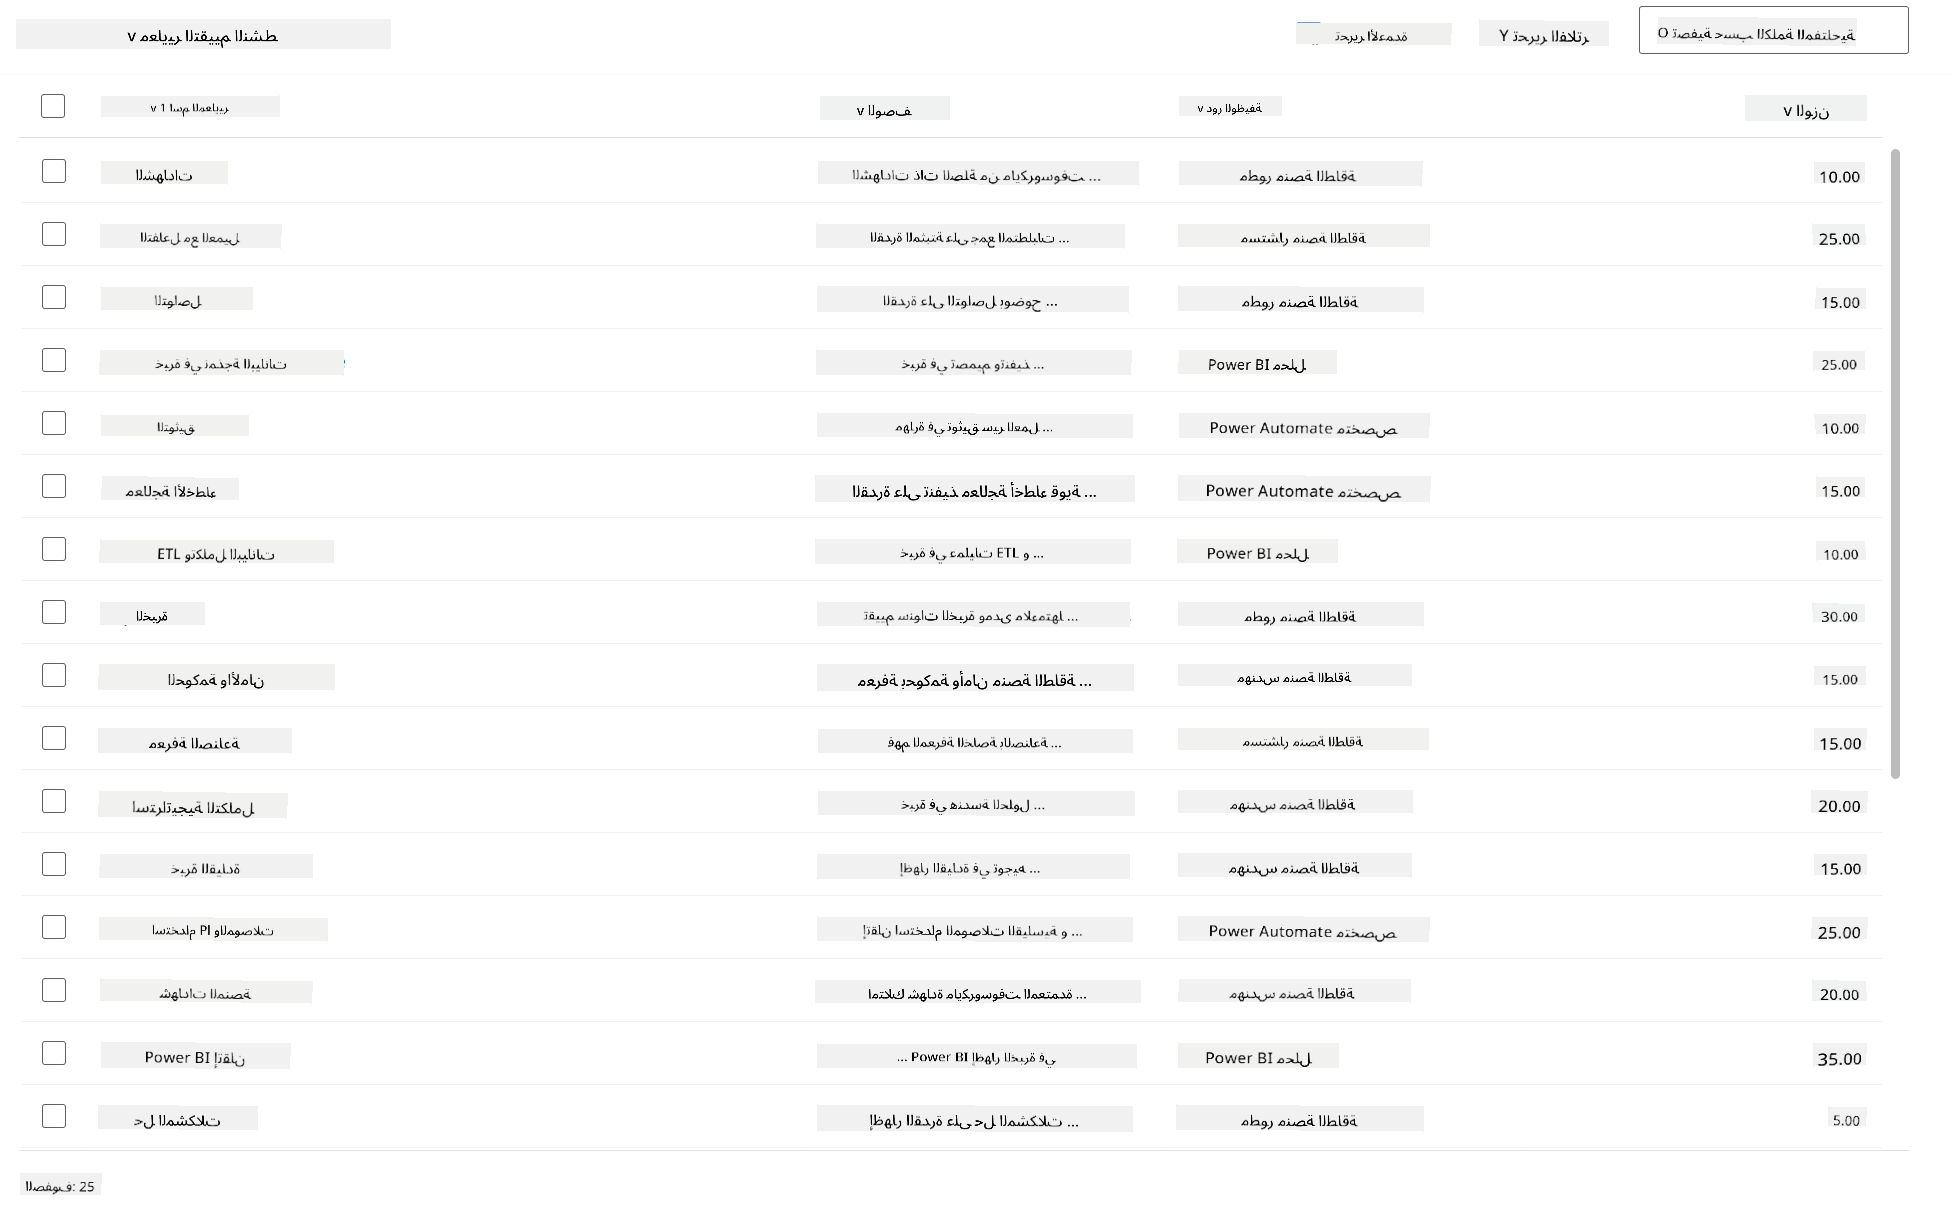 معايير التقييم النشط v
تحرير الأعمدة
تحرير الفلاتر Y
تصفية حسب الكلمة المفتاحية O
اسم المعايير 1 v
الوصف v
دور الوظيفة v
الوزن v
الشهادات
الشهادات ذات الصلة من مايكروسوفت ...
مطور منصة الطاقة
10.00
التفاعل مع العميل
القدرة المثبتة على جمع المتطلبات ...
مستشار منصة الطاقة
25.00
التواصل
القدرة على التواصل بوضوح ...
مطور منصة الطاقة
15.00
خبرة في نمذجة البيانات
خبرة في تصميم وتنفيذ ...
محلل Power BI
25.00
التوثيق
مهارة في توثيق سير العمل ...
متخصص Power Automate
10.00
معالجة الأخطاء
القدرة على تنفيذ معالجة أخطاء قوية ...
متخصص Power Automate
15.00
ETL وتكامل البيانات
خبرة في عمليات ETL و ...
محلل Power BI
10.00
الخبرة
تقييم سنوات الخبرة ومدى ملاءمتها ...
مطور منصة الطاقة
30.00
الحوكمة والأمان
معرفة بحوكمة وأمان منصة الطاقة ...
مهندس منصة الطاقة
15.00
معرفة الصناعة
فهم المعرفة الخاصة بالصناعة ...
مستشار منصة الطاقة
15.00
استراتيجية التكامل
خبرة في هندسة الحلول ...
مهندس منصة الطاقة
20.00
خبرة القيادة
إظهار القيادة في توجيه ...
مهندس منصة الطاقة
15.00
استخدام PI والموصلات
إتقان استخدام الموصلات القياسية و ...
متخصص Power Automate
25.00
شهادات المنصة
امتلاك شهادة مايكروسوفت المعتمدة ...
مهندس منصة الطاقة
20.00
إتقان Power BI
إظهار الخبرة في Power BI ...
محلل Power BI
35.00
حل المشكلات
إظهار القدرة على حل المشكلات ...
مطور منصة الطاقة
5.00
الصفوف: 25